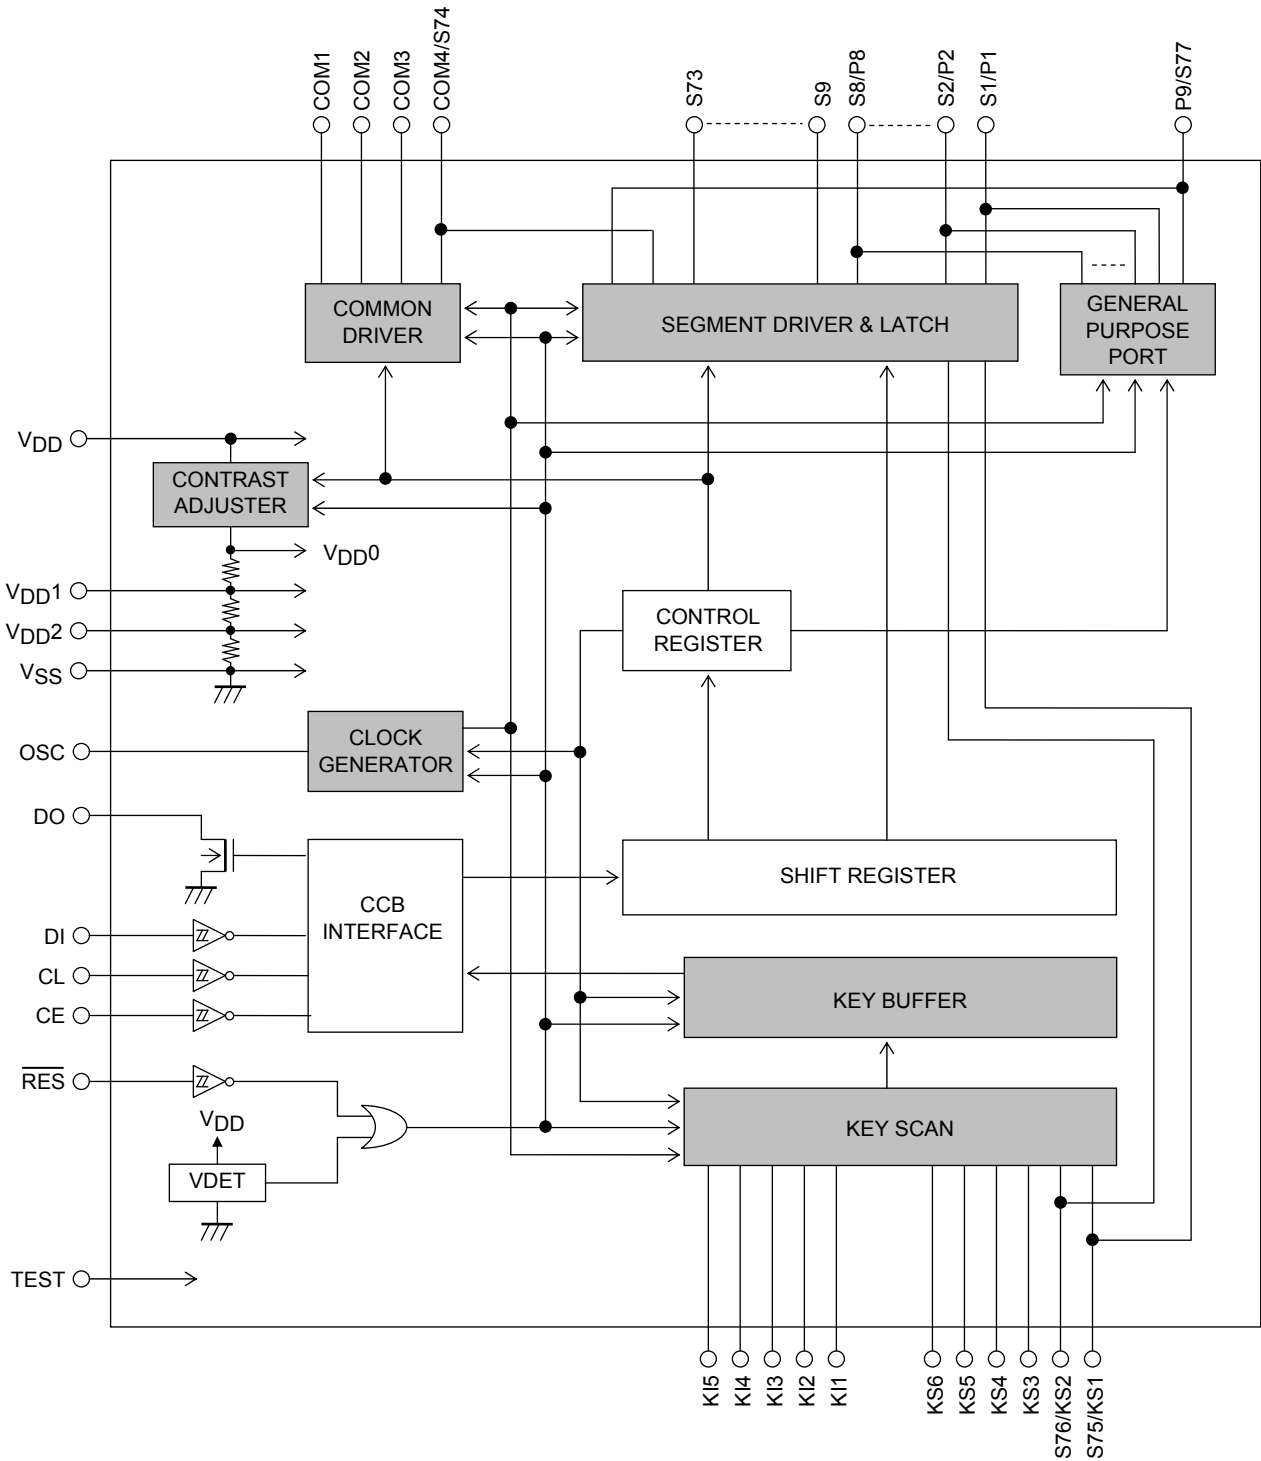 COM1
COM2
COM3
COM4/S74
S73
S9
S8/P8
S2/P2
S1/P1
P9/S77
COMMON
DRIVER
SEGMENT DRIVER & LATCH
GENERAL
PURPOSE
PORT
VDD
CONTRAST
ADJUSTER
VDD0
VDD1
VDD2
VSS
CONTROL
REGISTER
OSC
CLOCK
GENERATOR
DO
CCB
INTERFACE
SHIFT REGISTER
DI
CL
CE
KEY BUFFER
RES
VDD
VDET
KEY SCAN
TEST
KI5
KI4
KI3
KI2
KI1
KS6
KS5
KS4
KS3
S76/KS2
S75/KS1